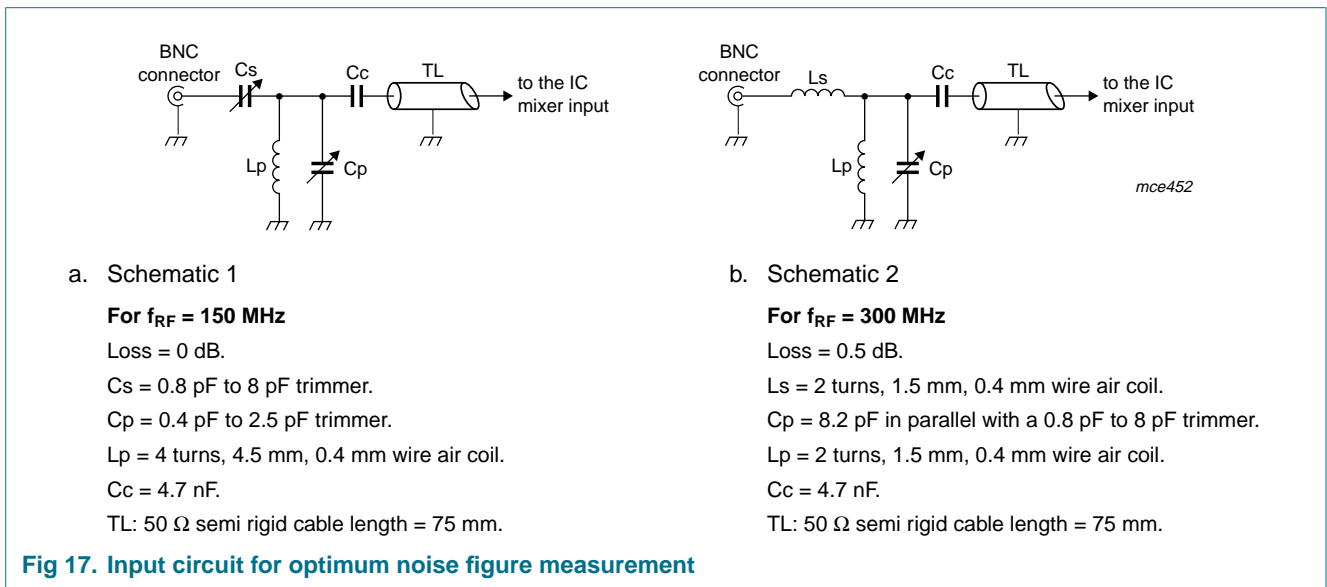 BNC
connector
Cs
Cc
TL
to the IC
mixer input
Lp
Cp
BNC
connector
Ls
Cc
TL
to the IC
mixer input
Lp
Cp
mce452
a. Schematic 1
For fRF = 150 MHz
Loss = 0 dB.
Cs = 0.8 pF to 8 pF trimmer.
Cp = 0.4 pF to 2.5 pF trimmer.
Lp = 4 turns, 4.5 mm, 0.4 mm wire air coil.
Cc = 4.7 nF.
TL: 50 Ω semi rigid cable length = 75 mm.
b. Schematic 2
For fRF = 300 MHz
Loss = 0.5 dB.
Ls = 2 turns, 1.5 mm, 0.4 mm wire air coil.
Cp = 8.2 pF in parallel with a 0.8 pF to 8 pF trimmer.
Lp = 2 turns, 1.5 mm, 0.4 mm wire air coil.
Cc = 4.7 nF.
TL: 50 Ω semi rigid cable length = 75 mm.
Fig 17. Input circuit for optimum noise figure measurement